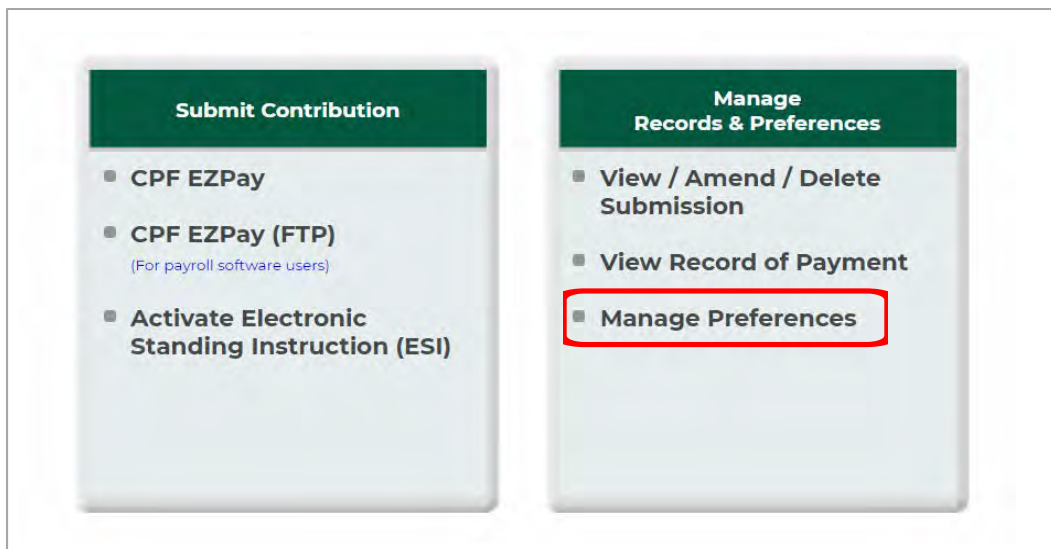 Submit Contribution
CPF EZPay
CPF EZPay (FTP)
(For payroll software users)
Activate Electronic
Standing Instruction (ESI)
Manage
Records & Preferences
View / Amend / Delete
Submission
View Record of Payment
Manage Preferences